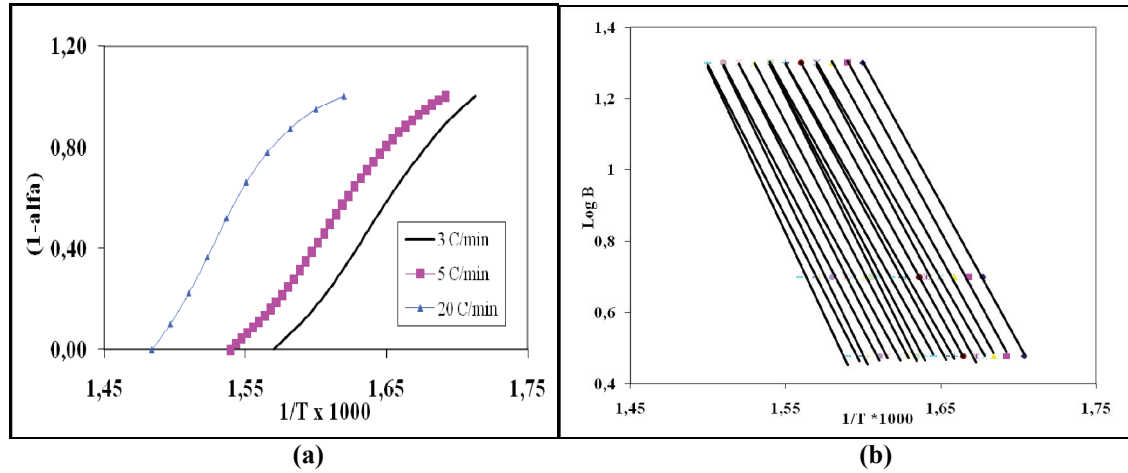 1,20
0,80
0,40
0,00
(1-alfa)
3 C/min
5 C/min
20 C/min
1,45
1,55
1,65
1,75
1/T x 1000
(a)
1,4
1,2
1
0,8
0,6
0,4
Log B
1,45
1,55
1,65
1,75
1/T *1000
(b)